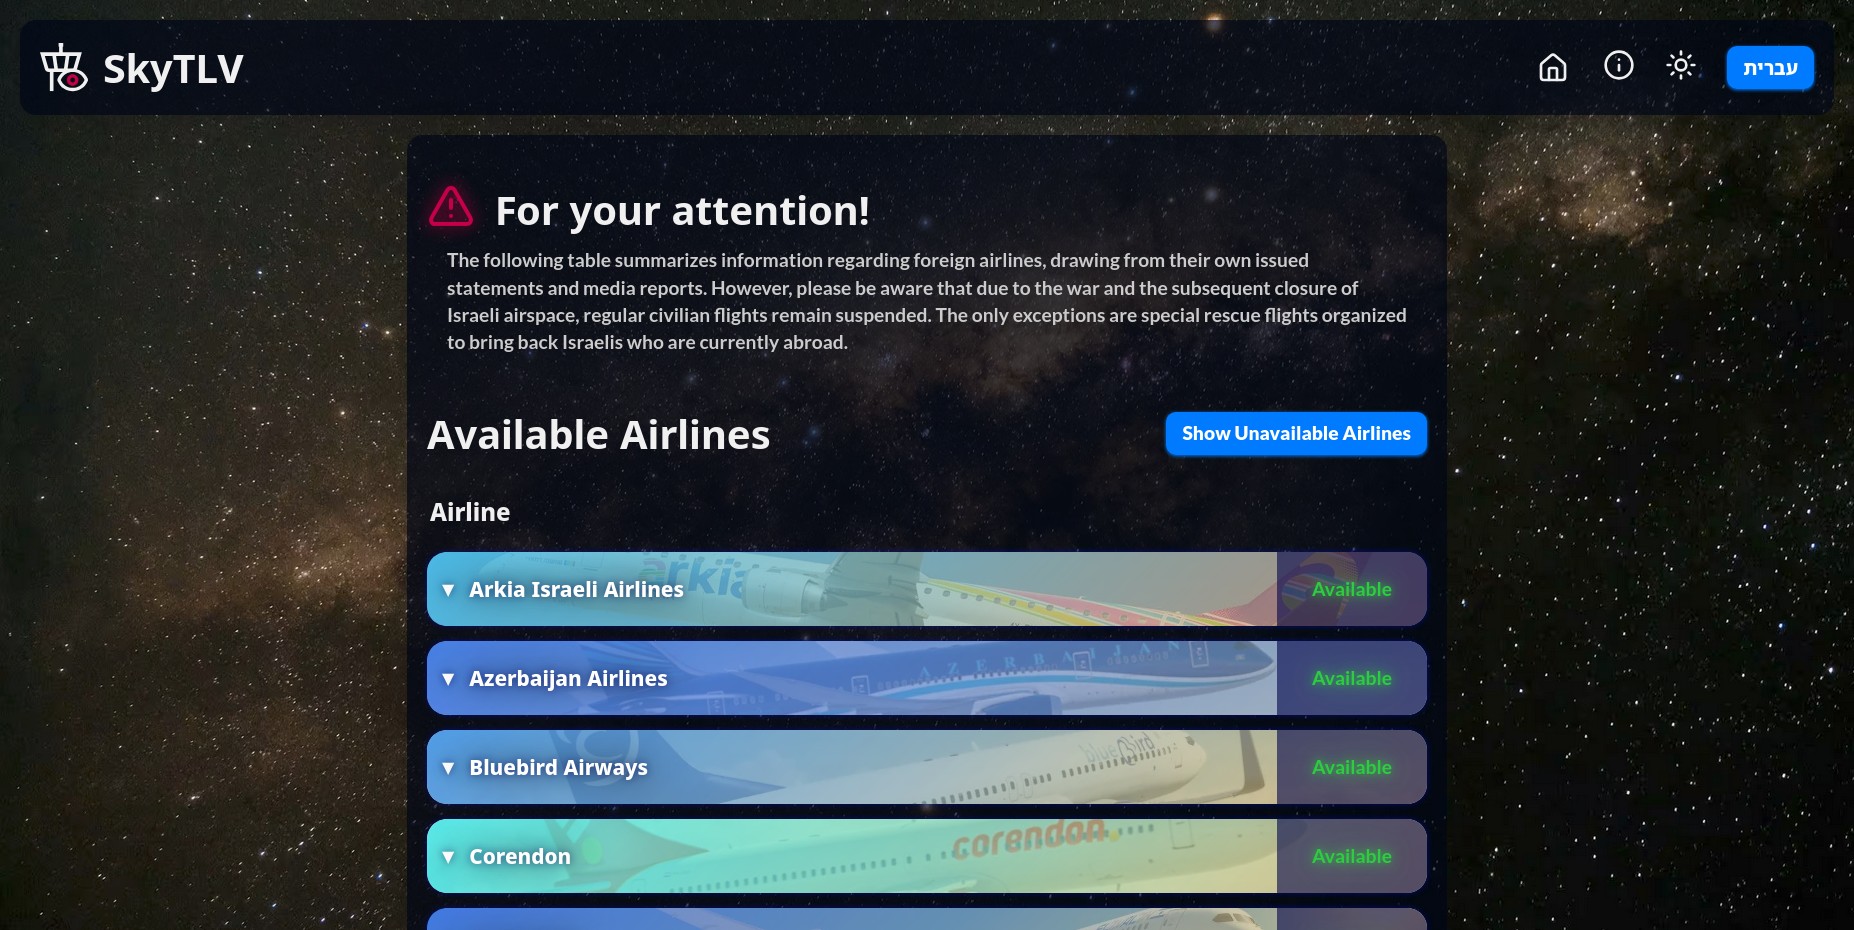 SkyTLV
עברית
For your attention!
The following table summarizes information regarding foreign airlines, drawing from their own issued
statements and media reports. However, please be aware that due to the war and the subsequent closure of
Israeli airspace, regular civilian flights remain suspended. The only exceptions are special rescue flights organized
to bring back Israelis who are currently abroad.
Available Airlines
Show Unavailable Airlines
Airline
▼ Arkia Israeli Airlines
arkia
Available
▼ Azerbaijan Airlines
AZERBAIJAN
Available
▼ Bluebird Airways
blueBird
Available
▼ Corendon
corendon
Available